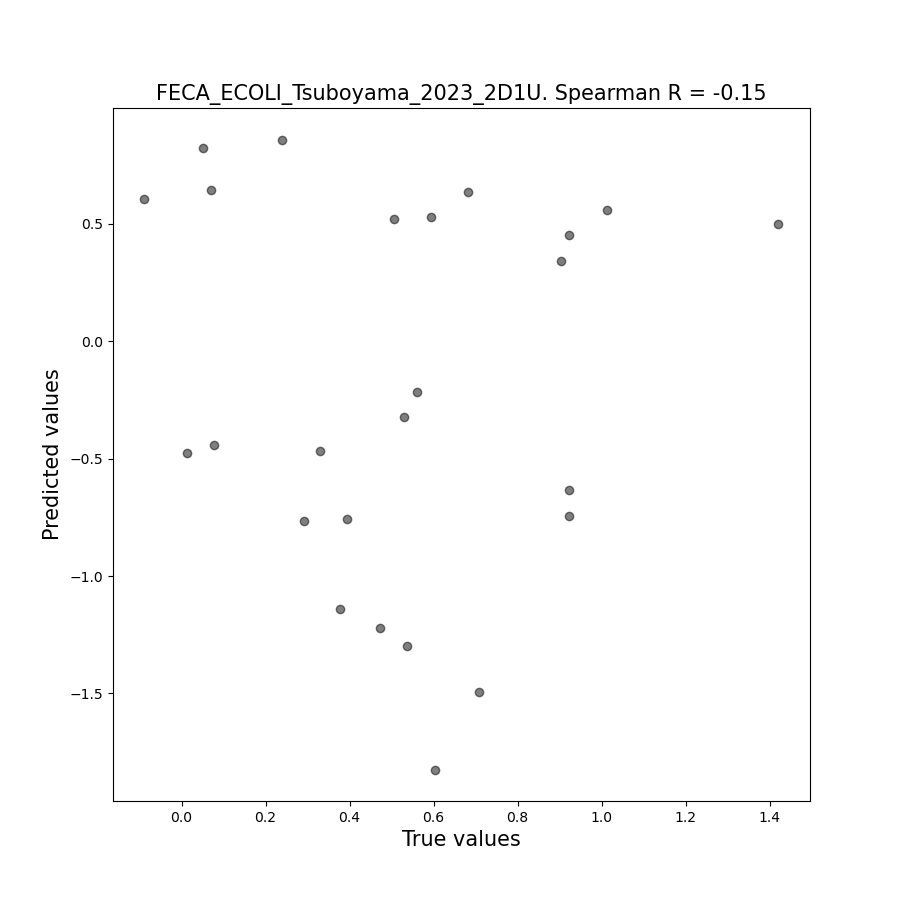 FECA_ECOLI_Tsuboyama_2023_2D1U. Spearman R = -0.15
0.5
0.0
−0.5
−1.0
−1.5
Predicted values
0.0 0.2 0.4 0.6 0.8 1.0 1.2 1.4
True values